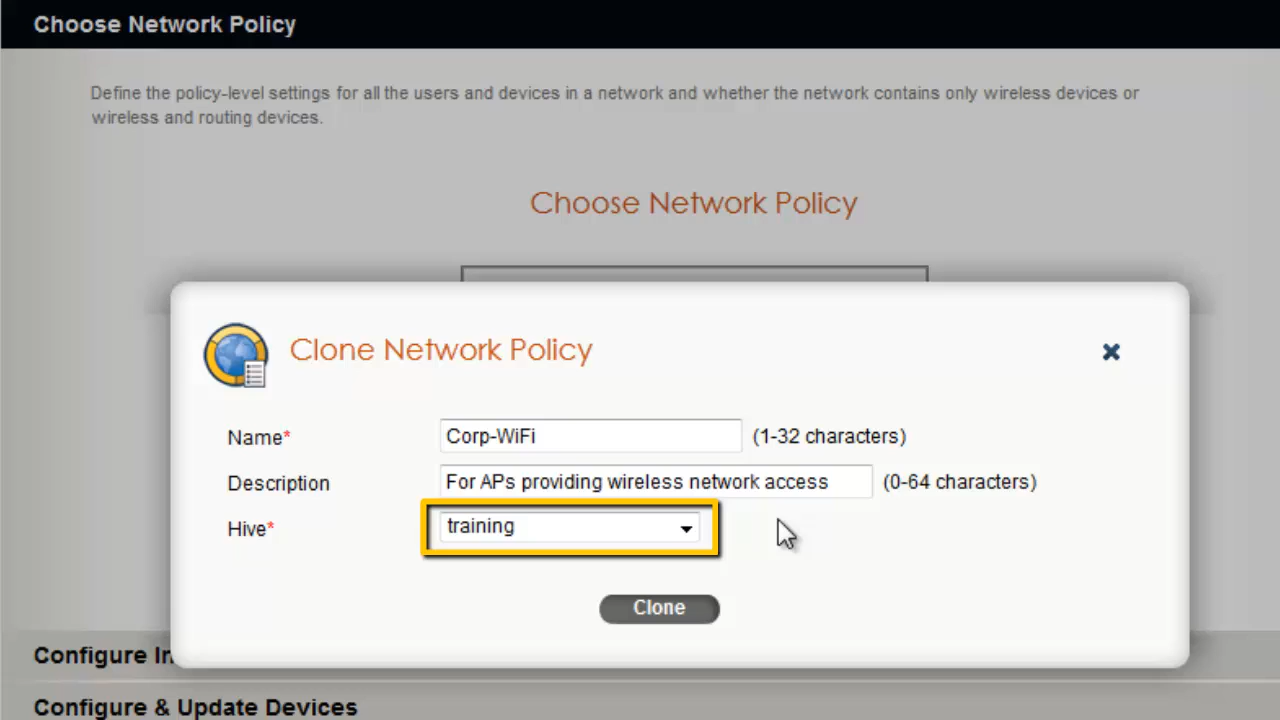 Choose Network Policy
Define the policy-level settings for all the users and devices in a network and whether the network contains only wireless devices or
wireless and routing devices.
Choose Network Policy
Clone Network Policy
Name* Corp-WiFi (1-32 characters)
Description For APs providing wireless network access (0-64 characters)
Hive* training
Clone
Configure
Configure & Update Devices